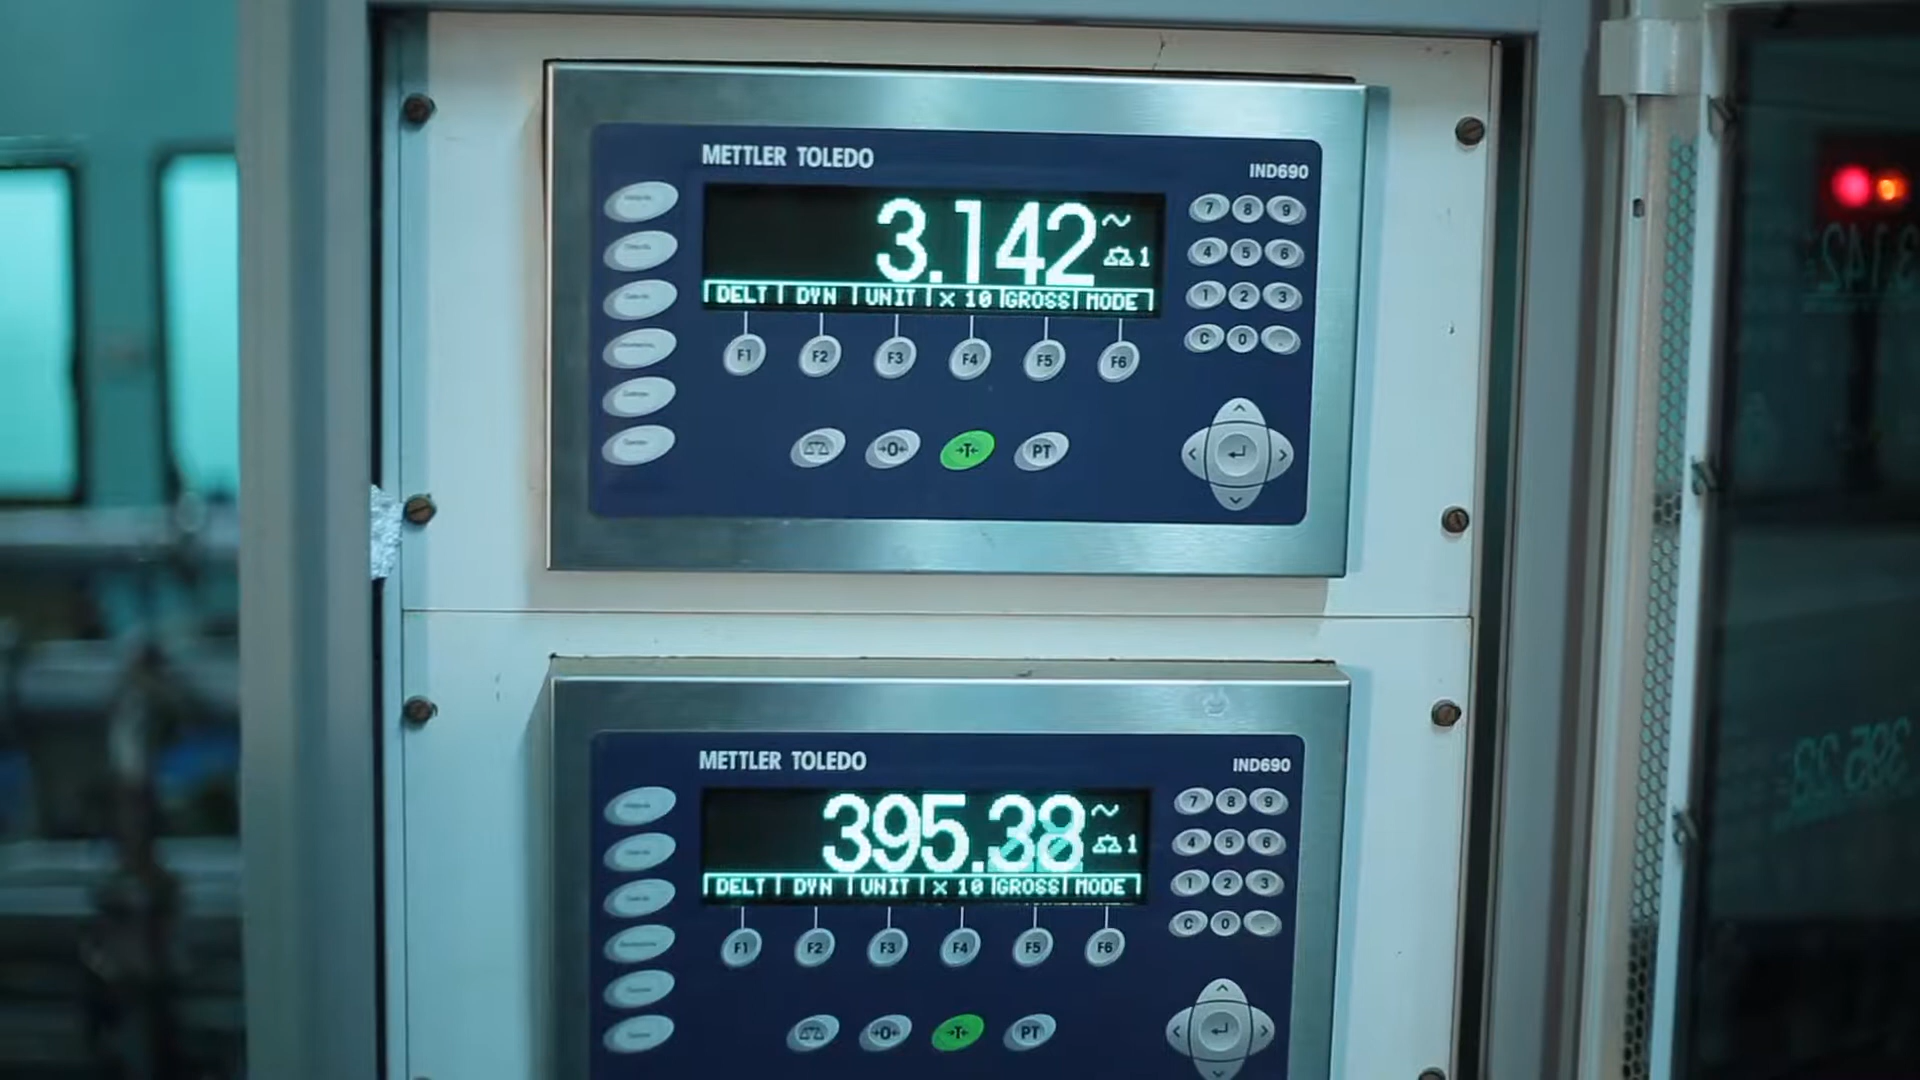 METTLER TOLEDO
IND690
3.142 ~
1
DELT DYN UNIT x 10 GROSS MODE
F1 F2 F3 F4 F5 F6
7 8 9
4 5 6
1 2 3
C 0 .
→0← →T← PT
METTLER TOLEDO
IND690
395.38 ~
1
DELT DYN UNIT x 10 GROSS MODE
F1 F2 F3 F4 F5 F6
7 8 9
4 5 6
1 2 3
C 0 .
→0← →T← PT